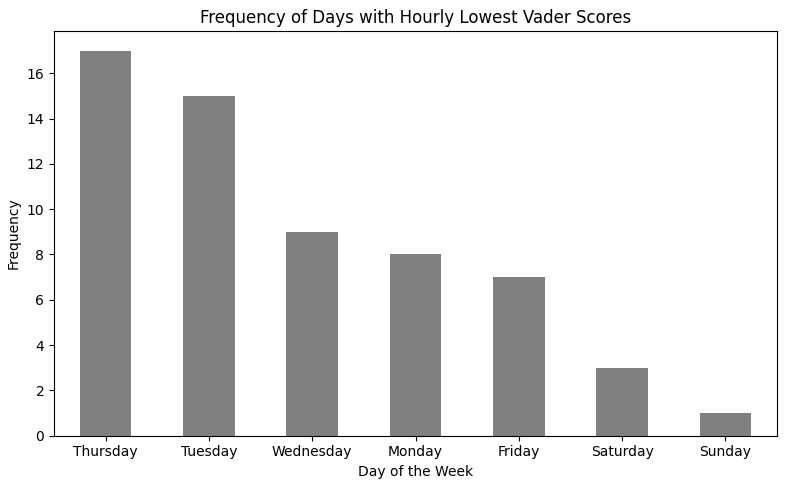 Frequency of Days with Hourly Lowest Vader Scores
Frequency
16
14
12
10
8
6
4
2
0
Thursday Tuesday Wednesday Monday Friday Saturday Sunday
Day of the Week